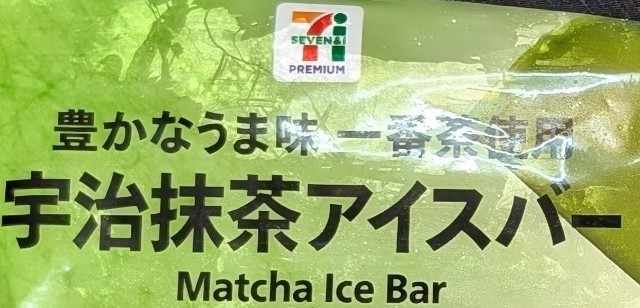 SEVEN&i
PREMIUM
豊かなうま味 一番茶使用
宇治抹茶アイスバー
Matcha Ice Bar